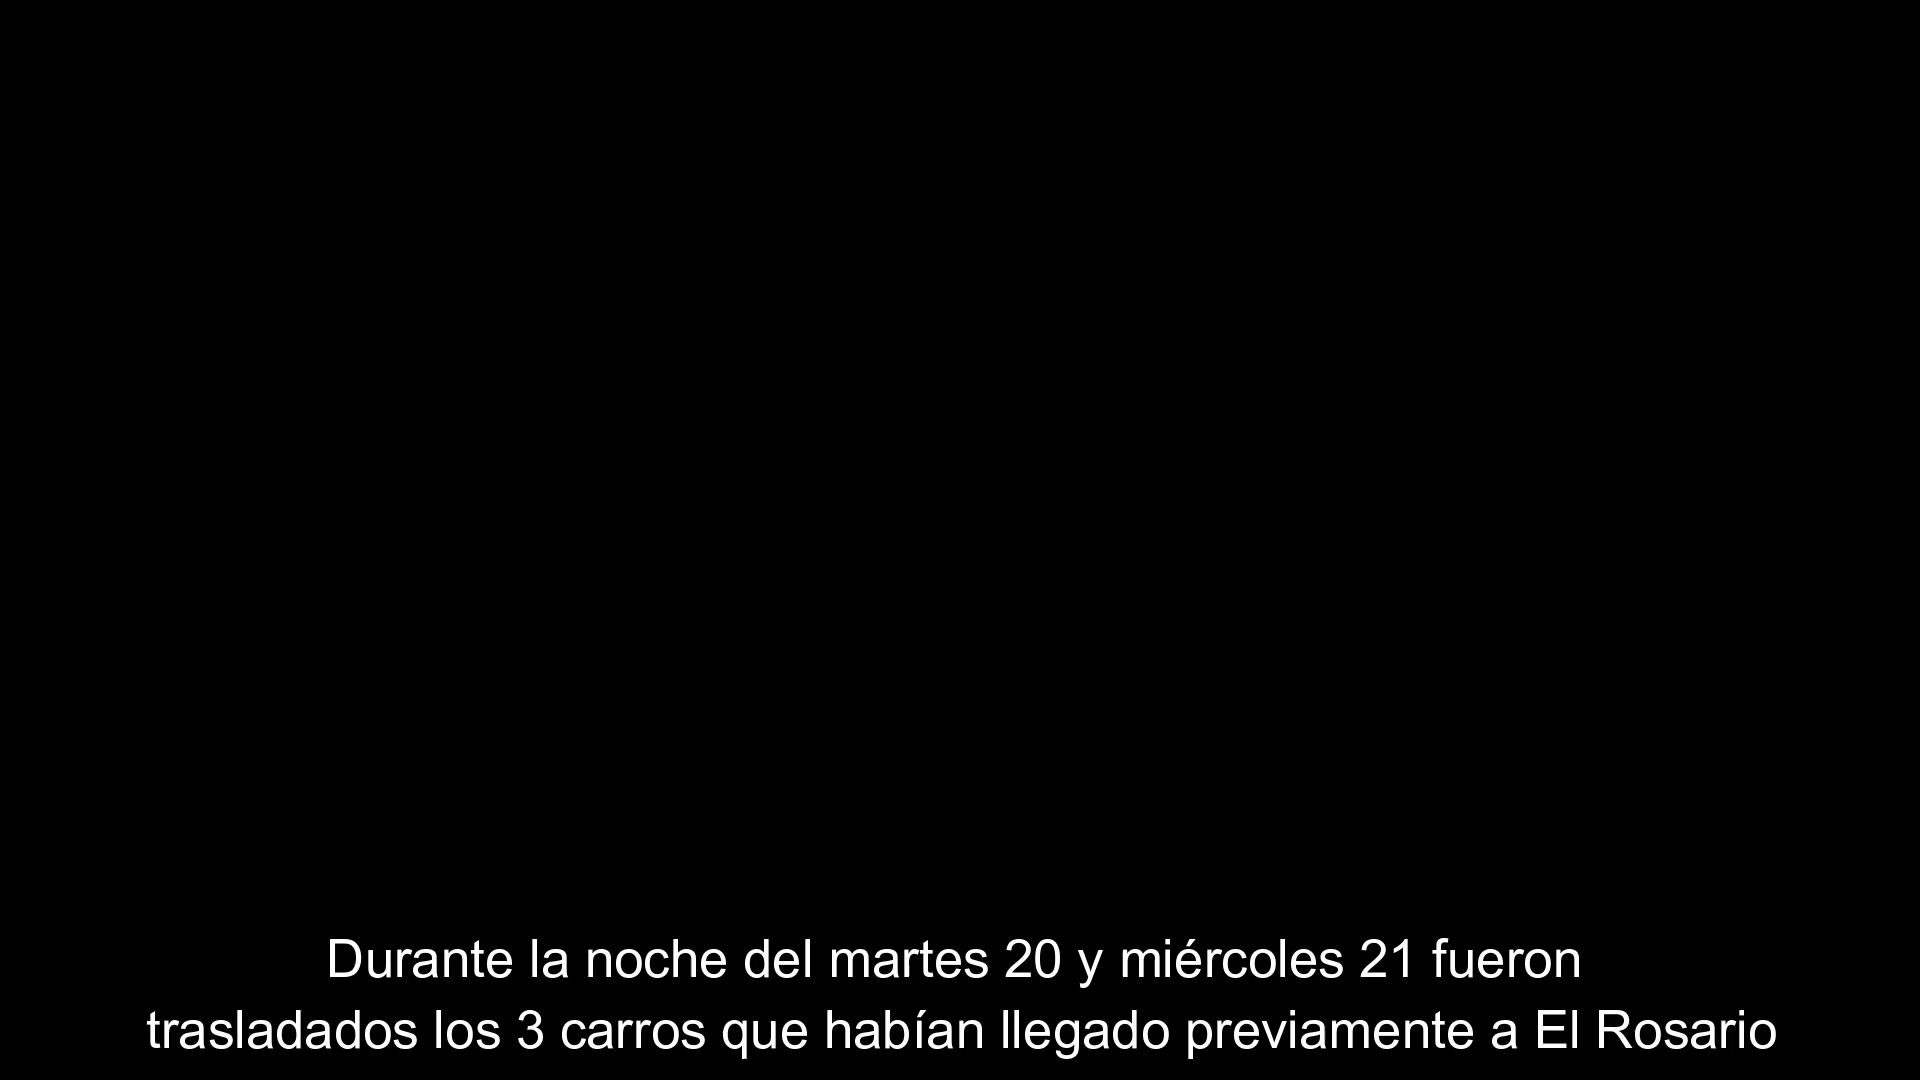 Durante la noche del martes 20 y miércoles 21 fueron
trasladados los 3 carros que habían llegado previamente a El Rosario